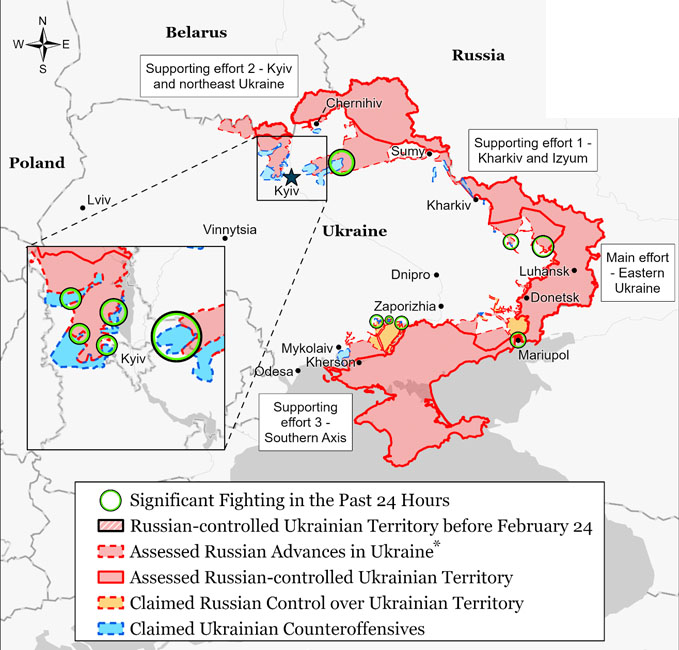 N
W
E
S
Belarus
Russia
Supporting effort 2 - Kyiv
and northeast Ukraine
Chernihiv
Supporting effort 1 -
Kharkiv and Izyum
Poland
Sumy
Kyiv
Lviv
Kharkiv
Vinnytsia
Ukraine
Main effort
- Eastern
Ukraine
Luhansk
Dnipro
Donetsk
Zaporizhia
Kyiv
Mykolaiv
Mariupol
Kherson
Odesa
Supporting
effort 3 -
Southern Axis
Significant Fighting in the Past 24 Hours
Russian-controlled Ukrainian Territory before February 24
Assessed Russian Advances in Ukraine*
Assessed Russian-controlled Ukrainian Territory
Claimed Russian Control over Ukrainian Territory
Claimed Ukrainian Counteroffensives